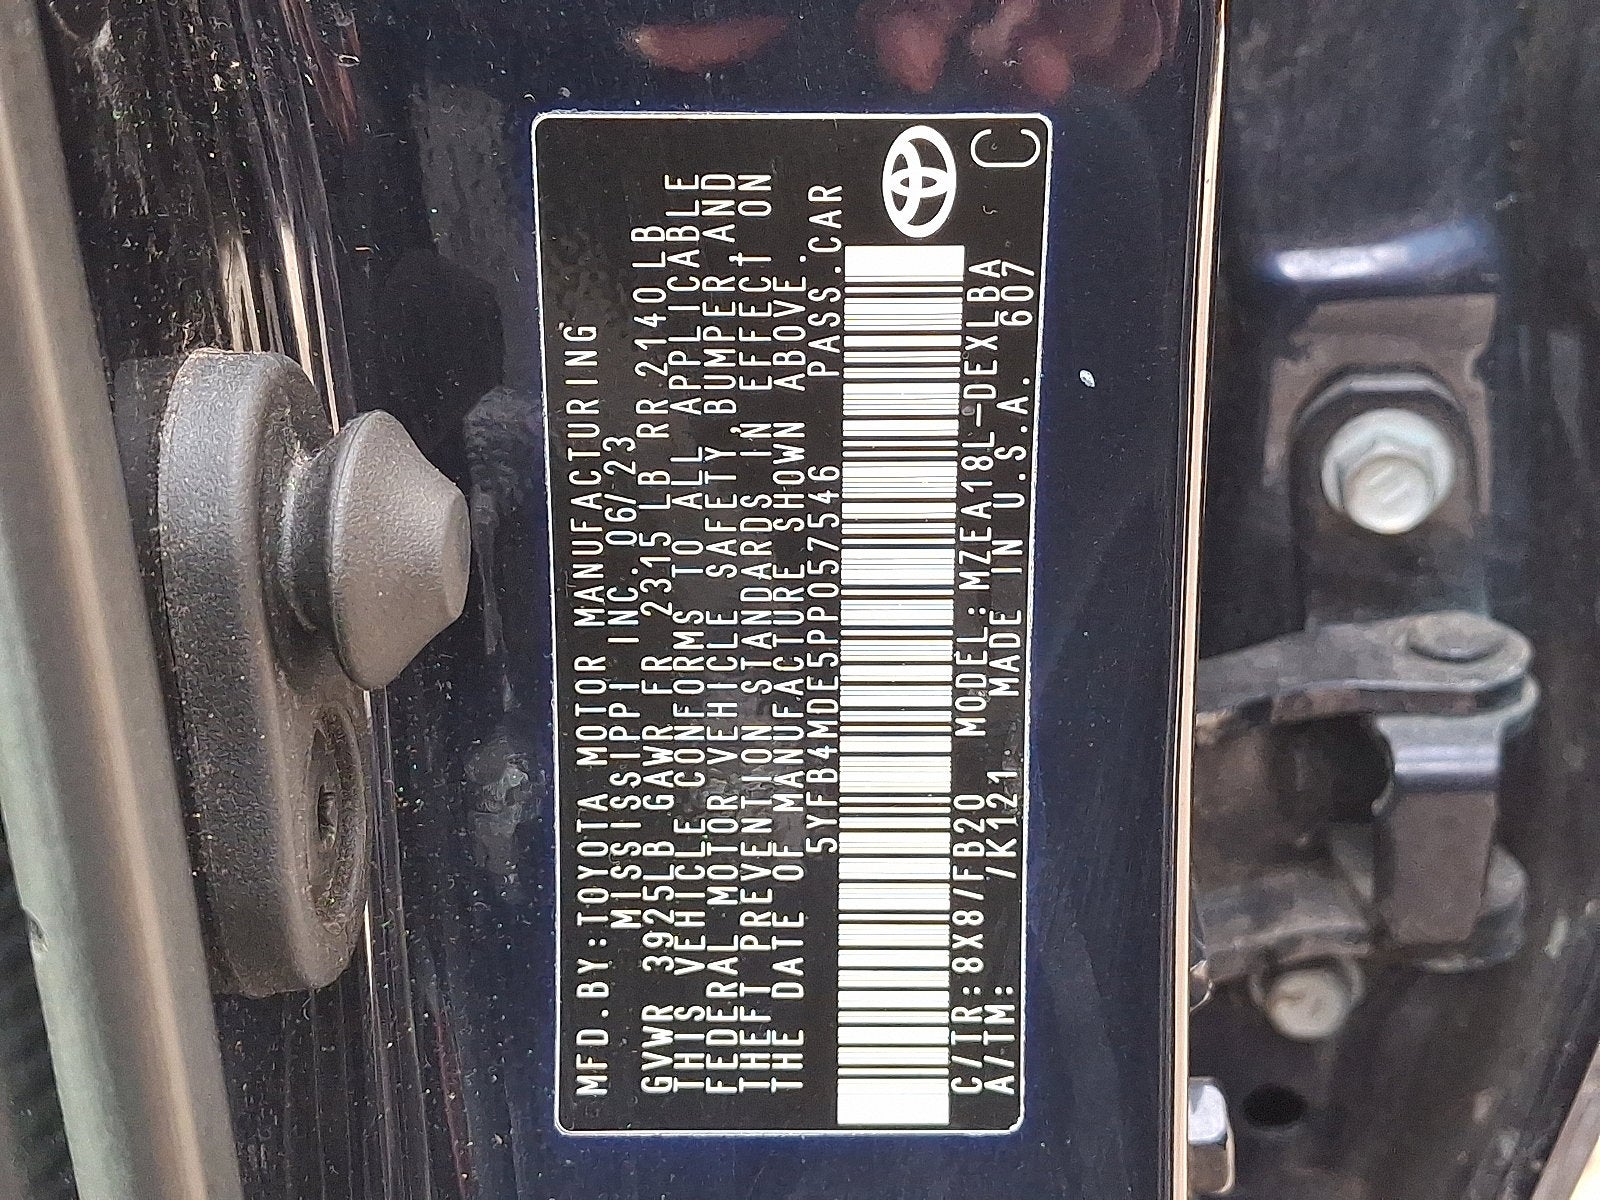 MFD.BY:TOYOTA MOTOR MANUFACTURING
MISSISSIPPI INC. 06/23
GVWR 3925LB GAWR FR 2315 LB RR 2140LB
THIS VEHICLE CONFORMS TO ALL APPLICABLE
FEDERAL MOTOR VEHICLE SAFETY, BUMPER, AND
THEFT PREVENTION STANDARDS IN EFFECT ON
THE DATE OF MANUFACTURE SHOWN ABOVE.
5YFB4MDE5PP057546 PASS.CAR
C/TR:8X8/FB20 MODEL:MZEA18L-DEXLBA
A/TM: /K121. MADE IN U.S.A. 607
C